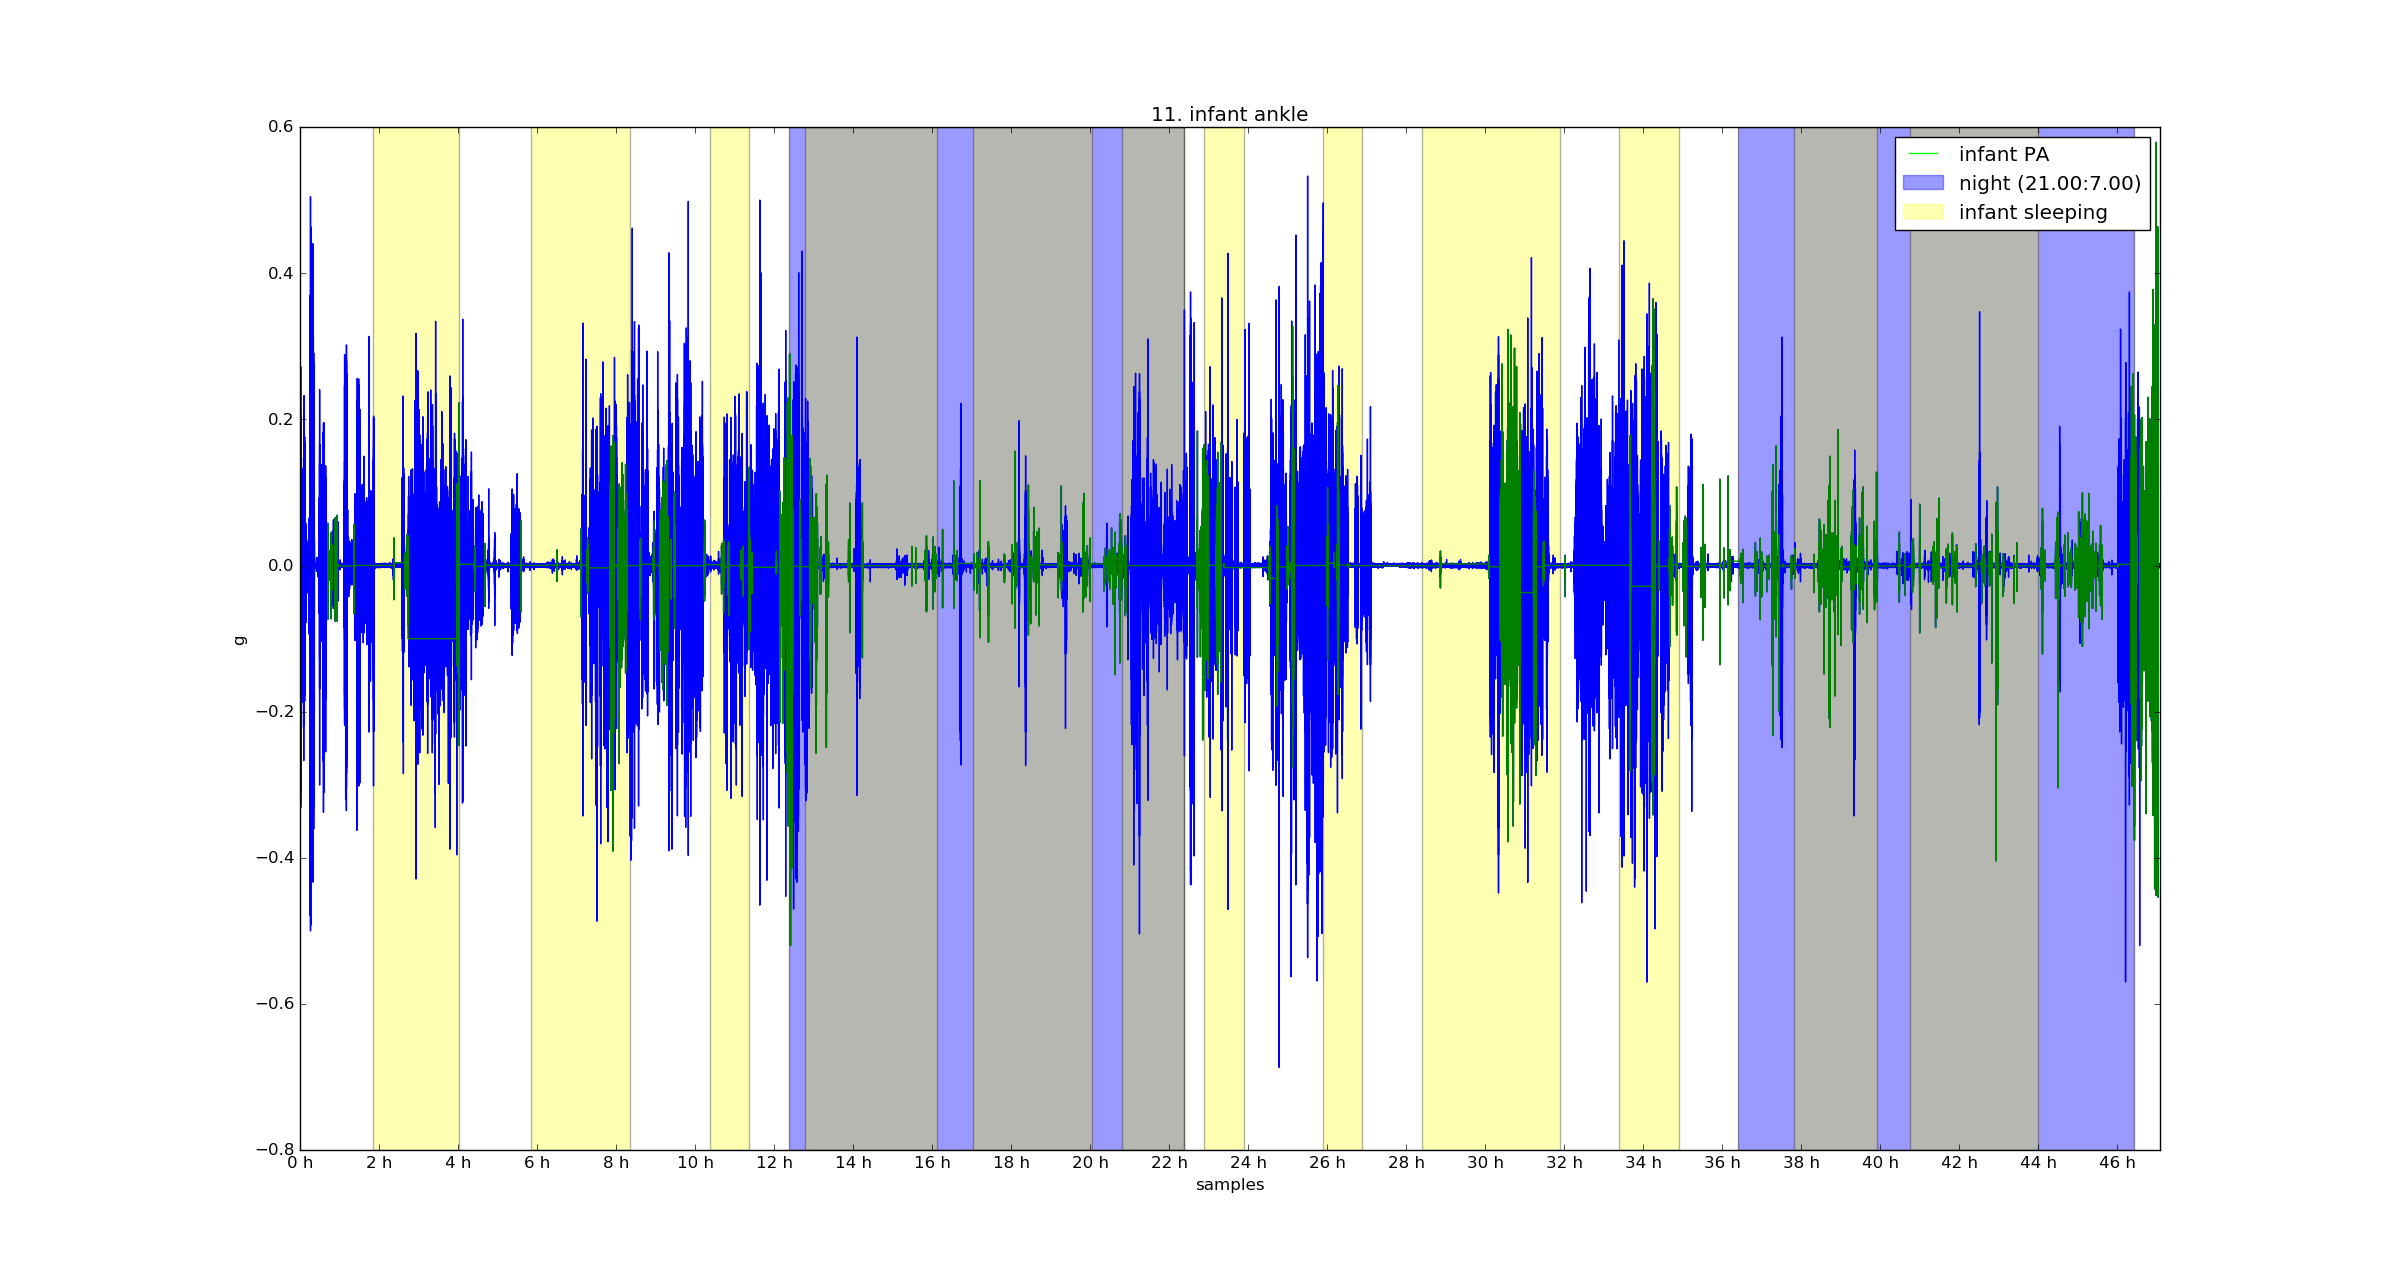 11. infant ankle
0.6
0.4
0.2
0.0
−0.2
−0.4
−0.6
−0.8
g
infant PA
night (21.00:7.00)
infant sleeping
0 h 2 h 4 h 6 h 8 h 10 h 12 h 14 h 16 h 18 h 20 h 22 h 24 h 26 h 28 h 30 h 32 h 34 h 36 h 38 h 40 h 42 h 44 h 46 h
samples